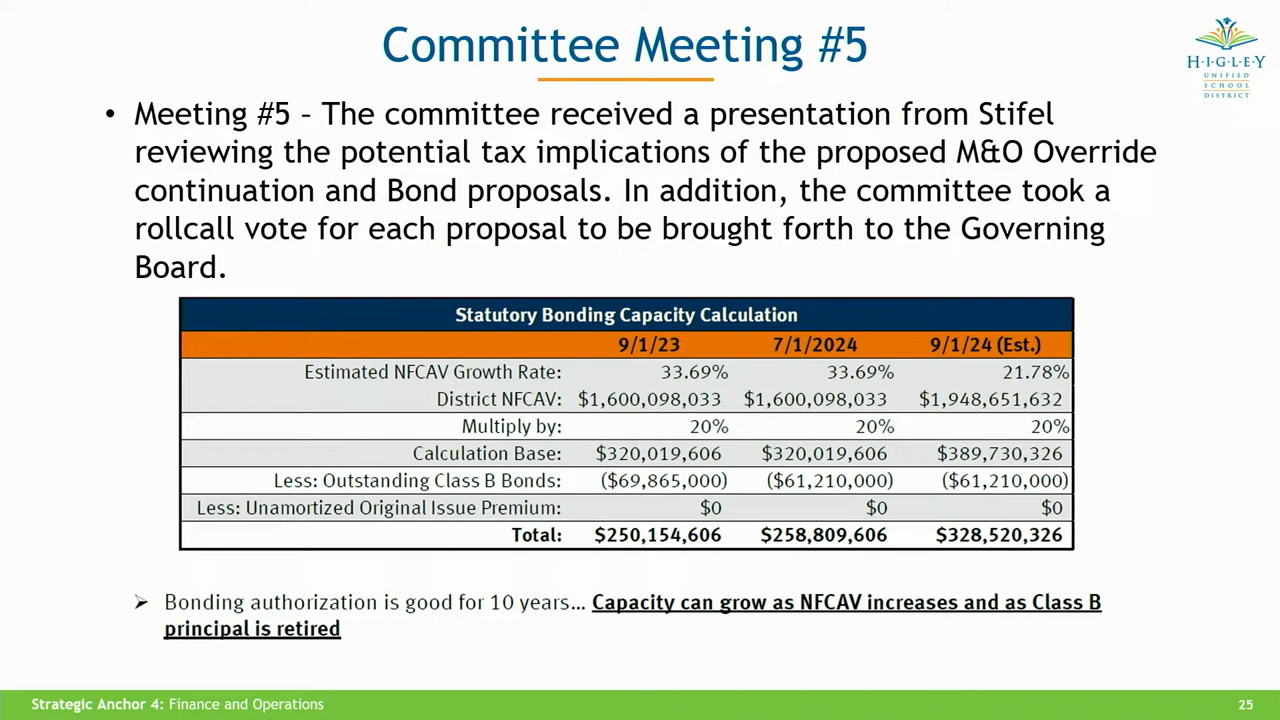 Committee Meeting #5
H·I·G·L·E·Y
UNIFIED
SCHOOL
DISTRICT
• Meeting #5 – The committee received a presentation from Stifel
reviewing the potential tax implications of the proposed M&O Override
continuation and Bond proposals. In addition, the committee took a
rollcall vote for each proposal to be brought forth to the Governing
Board.
Statutory Bonding Capacity Calculation
9/1/23 7/1/2024 9/1/24 (Est.)
Estimated NFCAV Growth Rate: 33.69% 33.69% 21.78%
District NFCAV: $1,600,098,033 $1,600,098,033 $1,948,651,632
Multiply by: 20% 20% 20%
Calculation Base: $320,019,606 $320,019,606 $389,730,326
Less: Outstanding Class B Bonds: ($69,865,000) ($61,210,000) ($61,210,000)
Less: Unamortized Original Issue Premium: $0 $0 $0
Total: $250,154,606 $258,809,606 $328,520,326
➢ Bonding authorization is good for 10 years... Capacity can grow as NFCAV increases and as Class B
principal is retired
Strategic Anchor 4: Finance and Operations 25